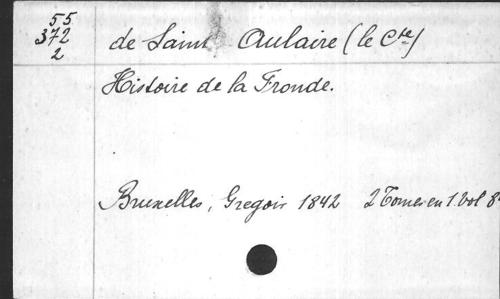 55
372
2
de Saint Aulaire (le Cte)
Histoire de la Fronde.
Bruxelles, Gregoir 1842 2 Tomes en 1. Vol 8